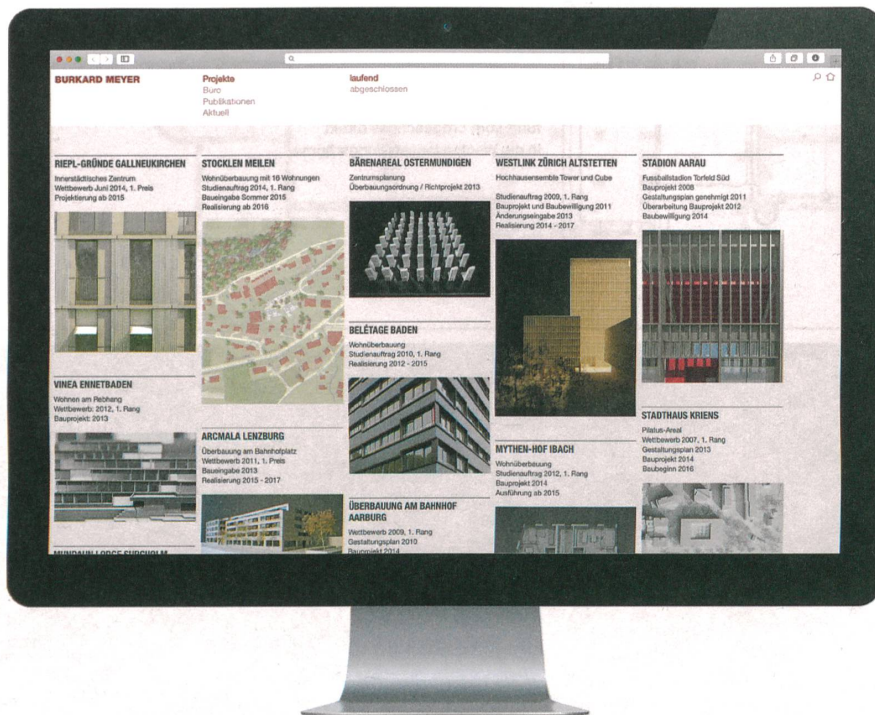 BURKARD MEYER
Projekte
Büro
Publikationen
Aktuell
laufend
abgeschlossen
RIEPL-GRÜNDE GALLNEUKIRCHEN
Innerstädtisches Zentrum
Wettbewerb Juni 2014, 1. Preis
Projektierung ab 2015
VINEA ENNETBADEN
Wohnen am Rebhang
Wettbewerb: 2012, 1. Rang
Bauprojekt: 2013
STOCKLEN MEILEN
Wohnüberbauung mit 16 Wohnungen
Studienauftrag 2014, 1. Rang
Baueingabe Sommer 2015
Realisierung ab 2016
ARCMALA LENZBURG
Überbauung am Bahnhofplatz
Wettbewerb 2011, 1. Preis
Baueingabe 2013
Realisierung 2015 - 2017
BÄRENAREAL OSTERMUNDIGEN
Zentrumsplanung
Überbauungsordnung / Richtprojekt 2013
BELÉTAGE BADEN
Wohnüberbauung
Studienauftrag 2010, 1. Rang
Realisierung 2012 - 2015
ÜBERBAUUNG AM BAHNHOF
AARBURG
Wettbewerb 2009, 1. Rang
Gestaltungsplan 2010
Bauprojekt 2014
WESTLINK ZÜRICH ALTSTETTEN
Hochhausensemble Tower und Cube
Studienauftrag 2009, 1. Rang
Bauprojekt und Baubewilligung 2011
Änderungseingabe 2013
Realisierung 2014 - 2017
MYTHEN-HOF IBACH
Wohnüberbauung
Studienauftrag 2012, 1. Rang
Bauprojekt 2014
Ausführung ab 2015
STADION AARAU
Fussballstadion Torfeld Süd
Bauprojekt 2008
Gestaltungsplan genehmigt 2011
Überarbeitung Bauprojekt 2012
Baubewilligung 2014
STADTHAUS KRIENS
Pilatus-Areal
Wettbewerb 2007, 1. Rang
Gestaltungsplan 2013
Bauprojekt 2014
Baubeginn 2016